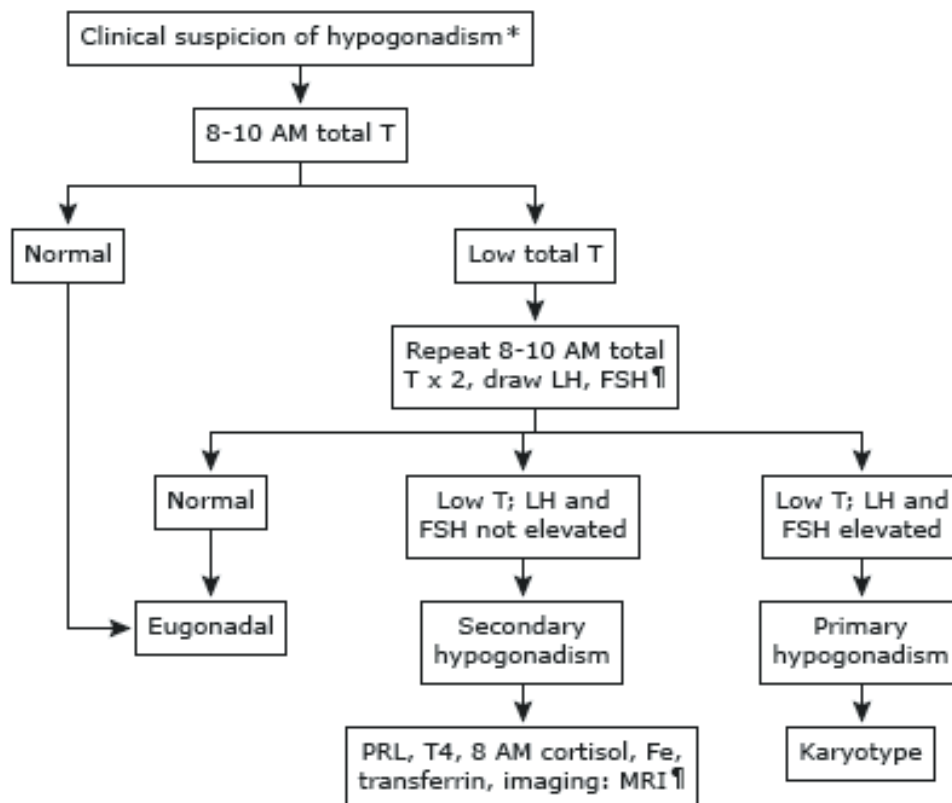 Clinical suspicion of hypogonadism*
8-10 AM total T
Normal
Low total T
Repeat 8-10 AM total
T x 2, draw LH, FSH¶
Normal
Low T; LH and
FSH not elevated
Low T; LH and
FSH elevated
Eugonadal
Secondary
hypogonadism
Primary
hypogonadism
PRL, T4, 8 AM cortisol, Fe,
transferrin, imaging: MRI¶
Karyotype